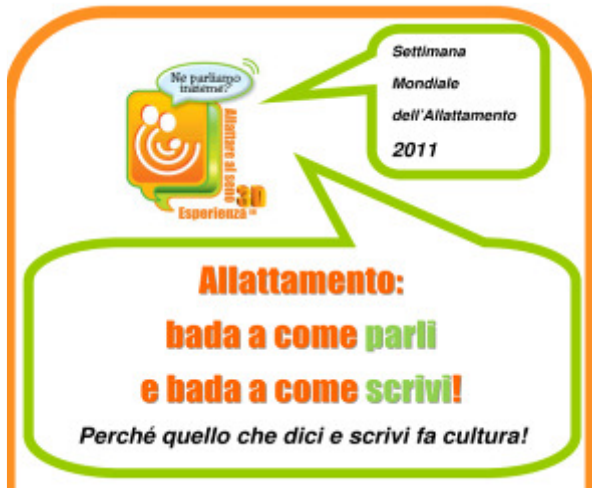 Settimana
Mondiale
dell'Allattamento
2011
Ne parliamo
insieme?
Allattare al seno
3D
Esperienza in
Allattamento:
bada a come parli
e bada a come scrivi!
Perché quello che dici e scrivi fa cultura!